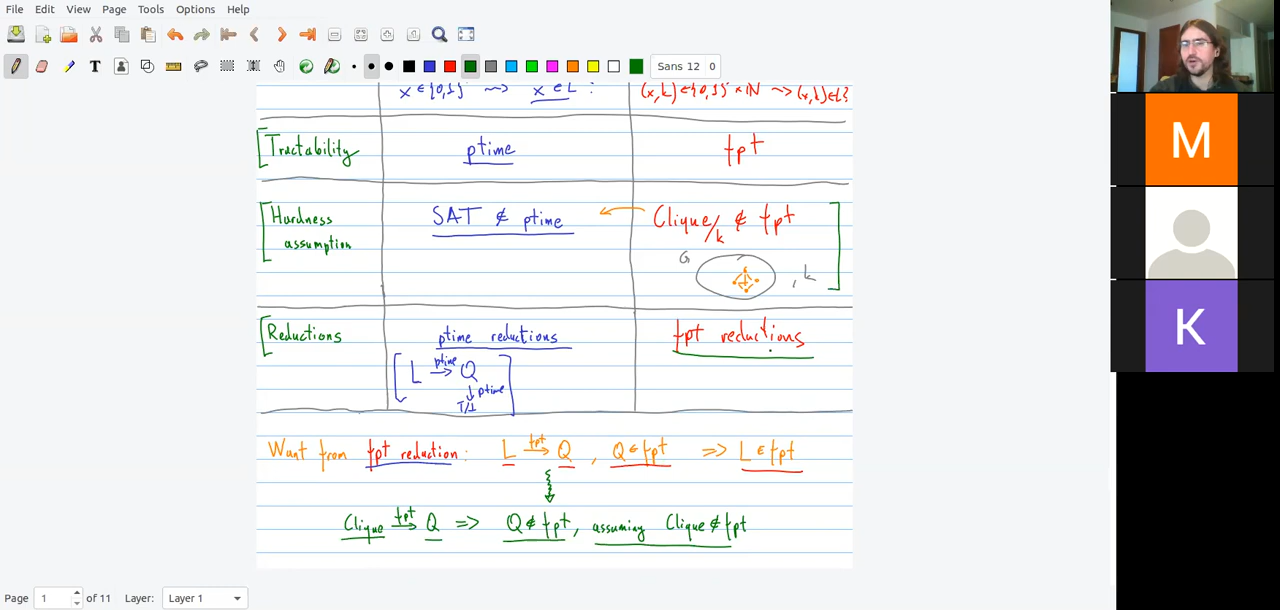 File Edit View Page Tools Options Help
Sans 12 0
x ∈ {0,1}* ⇝ x ∈ L :
(x,k) ∈ {0,1}* × ℕ ⇝ (x,k) ∈ L?
Tractability ptime fpt
Hardness assumption SAT ∉ ptime Clique/k ∉ fpt
G , k
Reductions ptime reductions fpt reductions
L ptime→ Q
↓ ptime
T/⊥
Want from fpt reduction: L fpt→ Q , Q ∈ fpt => L ∈ fpt
Clique fpt→ Q => Q ∉ fpt, assuming Clique ∉ fpt
Page 1 of 11 Layer: Layer 1
M
K